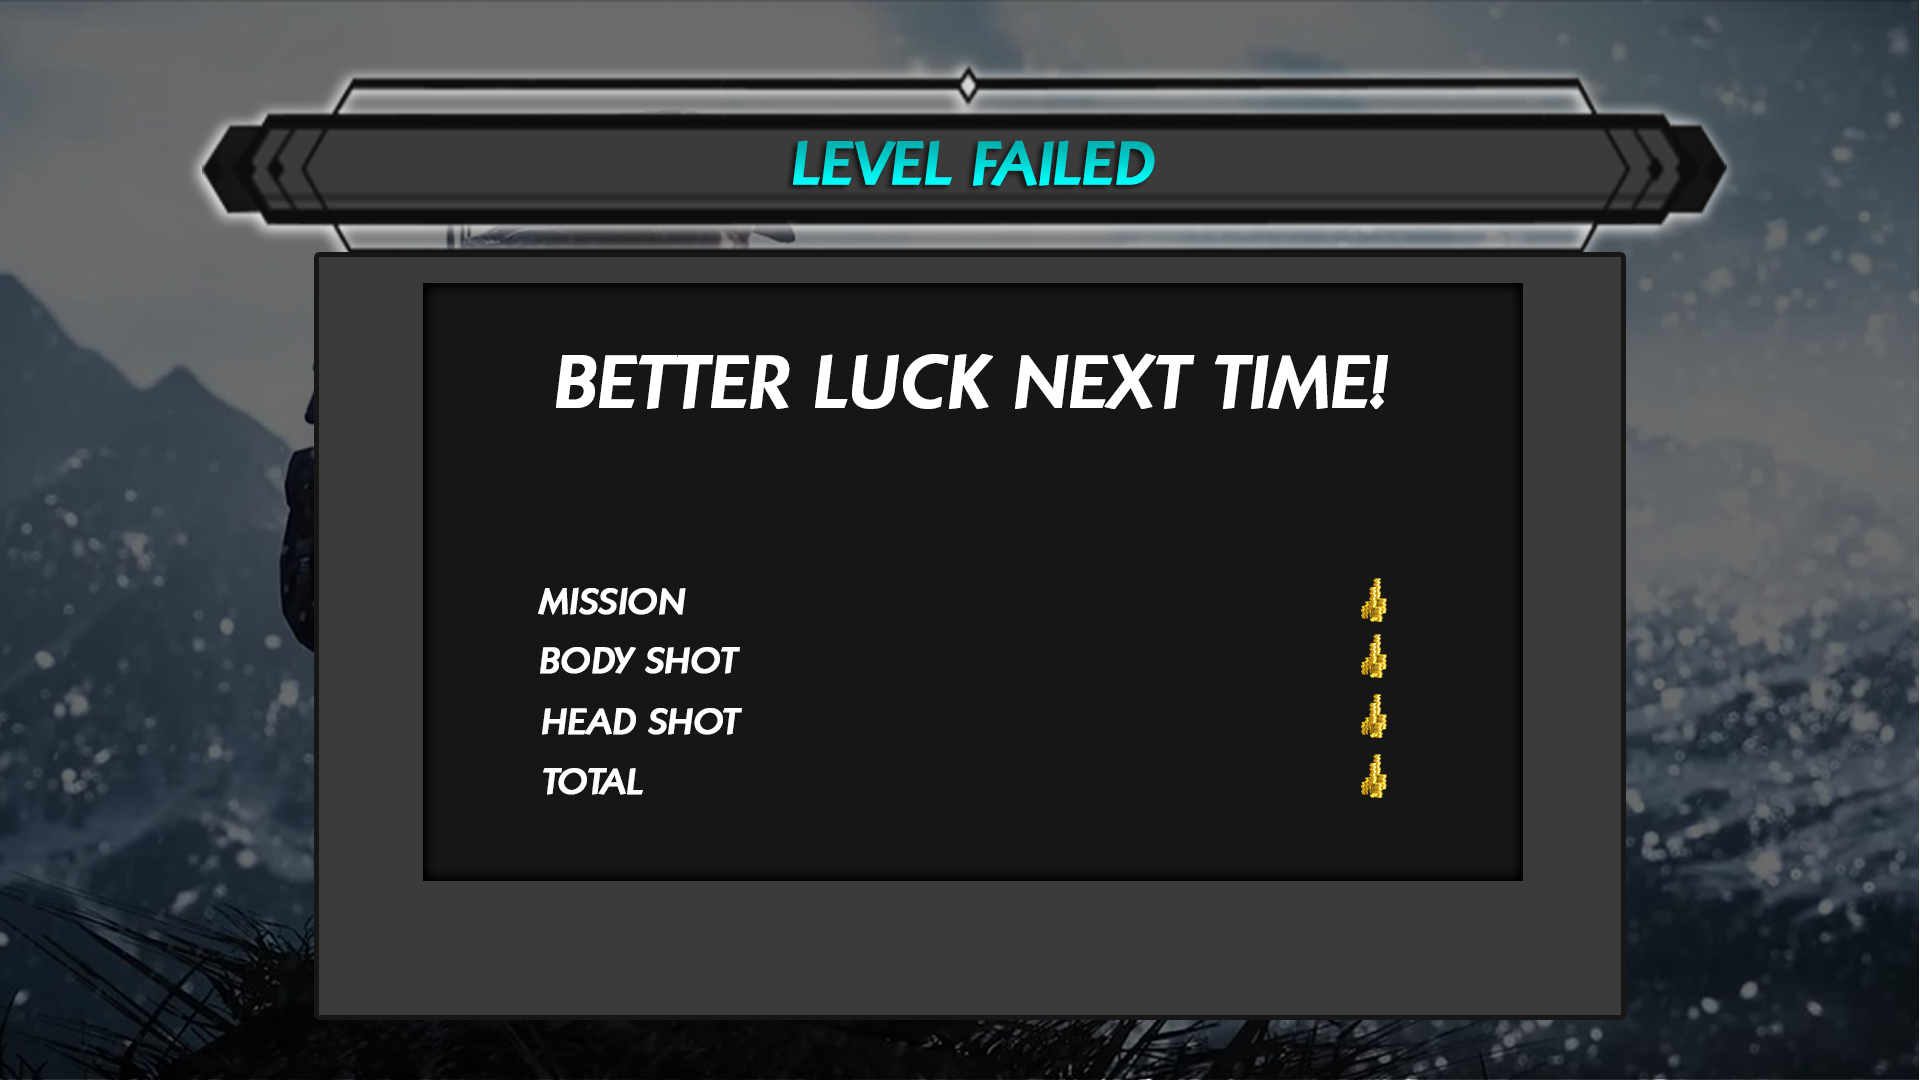 LEVEL FAILED
BETTER LUCK NEXT TIME!
MISSION
BODY SHOT
HEAD SHOT
TOTAL